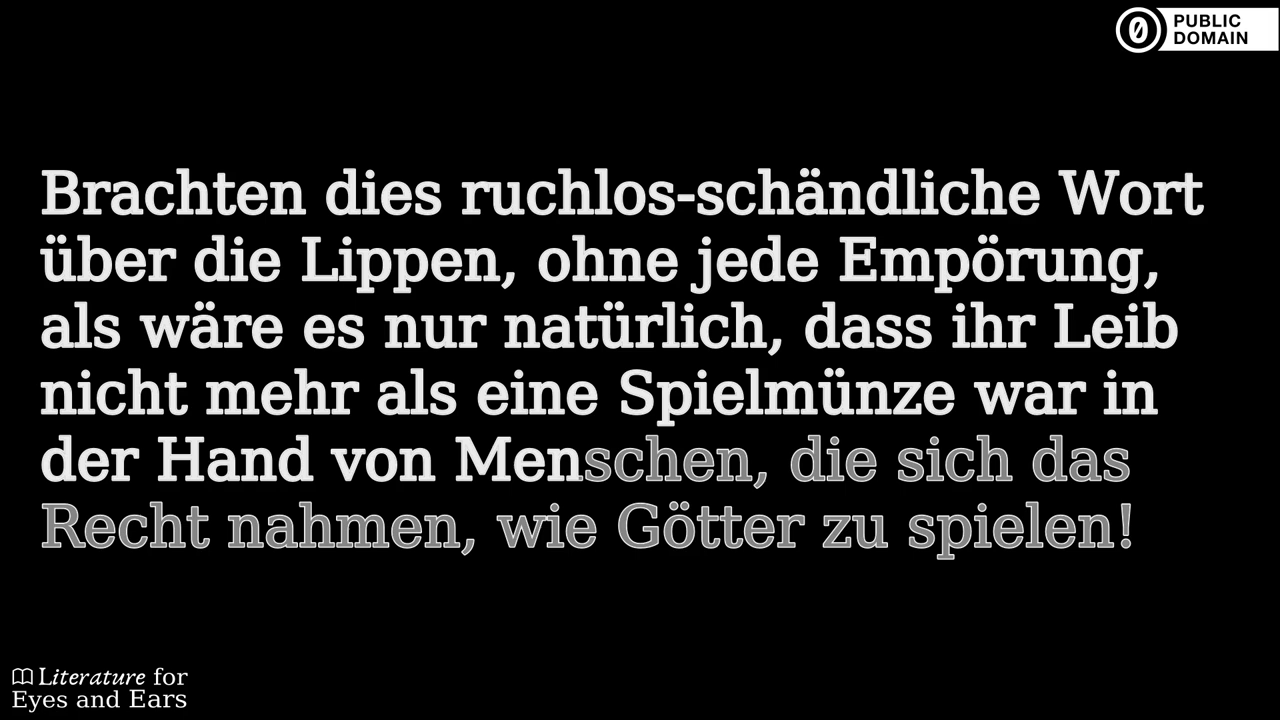 PUBLIC
DOMAIN
Brachten dies ruchlos-schändliche Wort
über die Lippen, ohne jede Empörung,
als wäre es nur natürlich, dass ihr Leib
nicht mehr als eine Spielmünze war in
der Hand von Menschen, die sich das
Recht nahmen, wie Götter zu spielen!
Literature for
Eyes and Ears